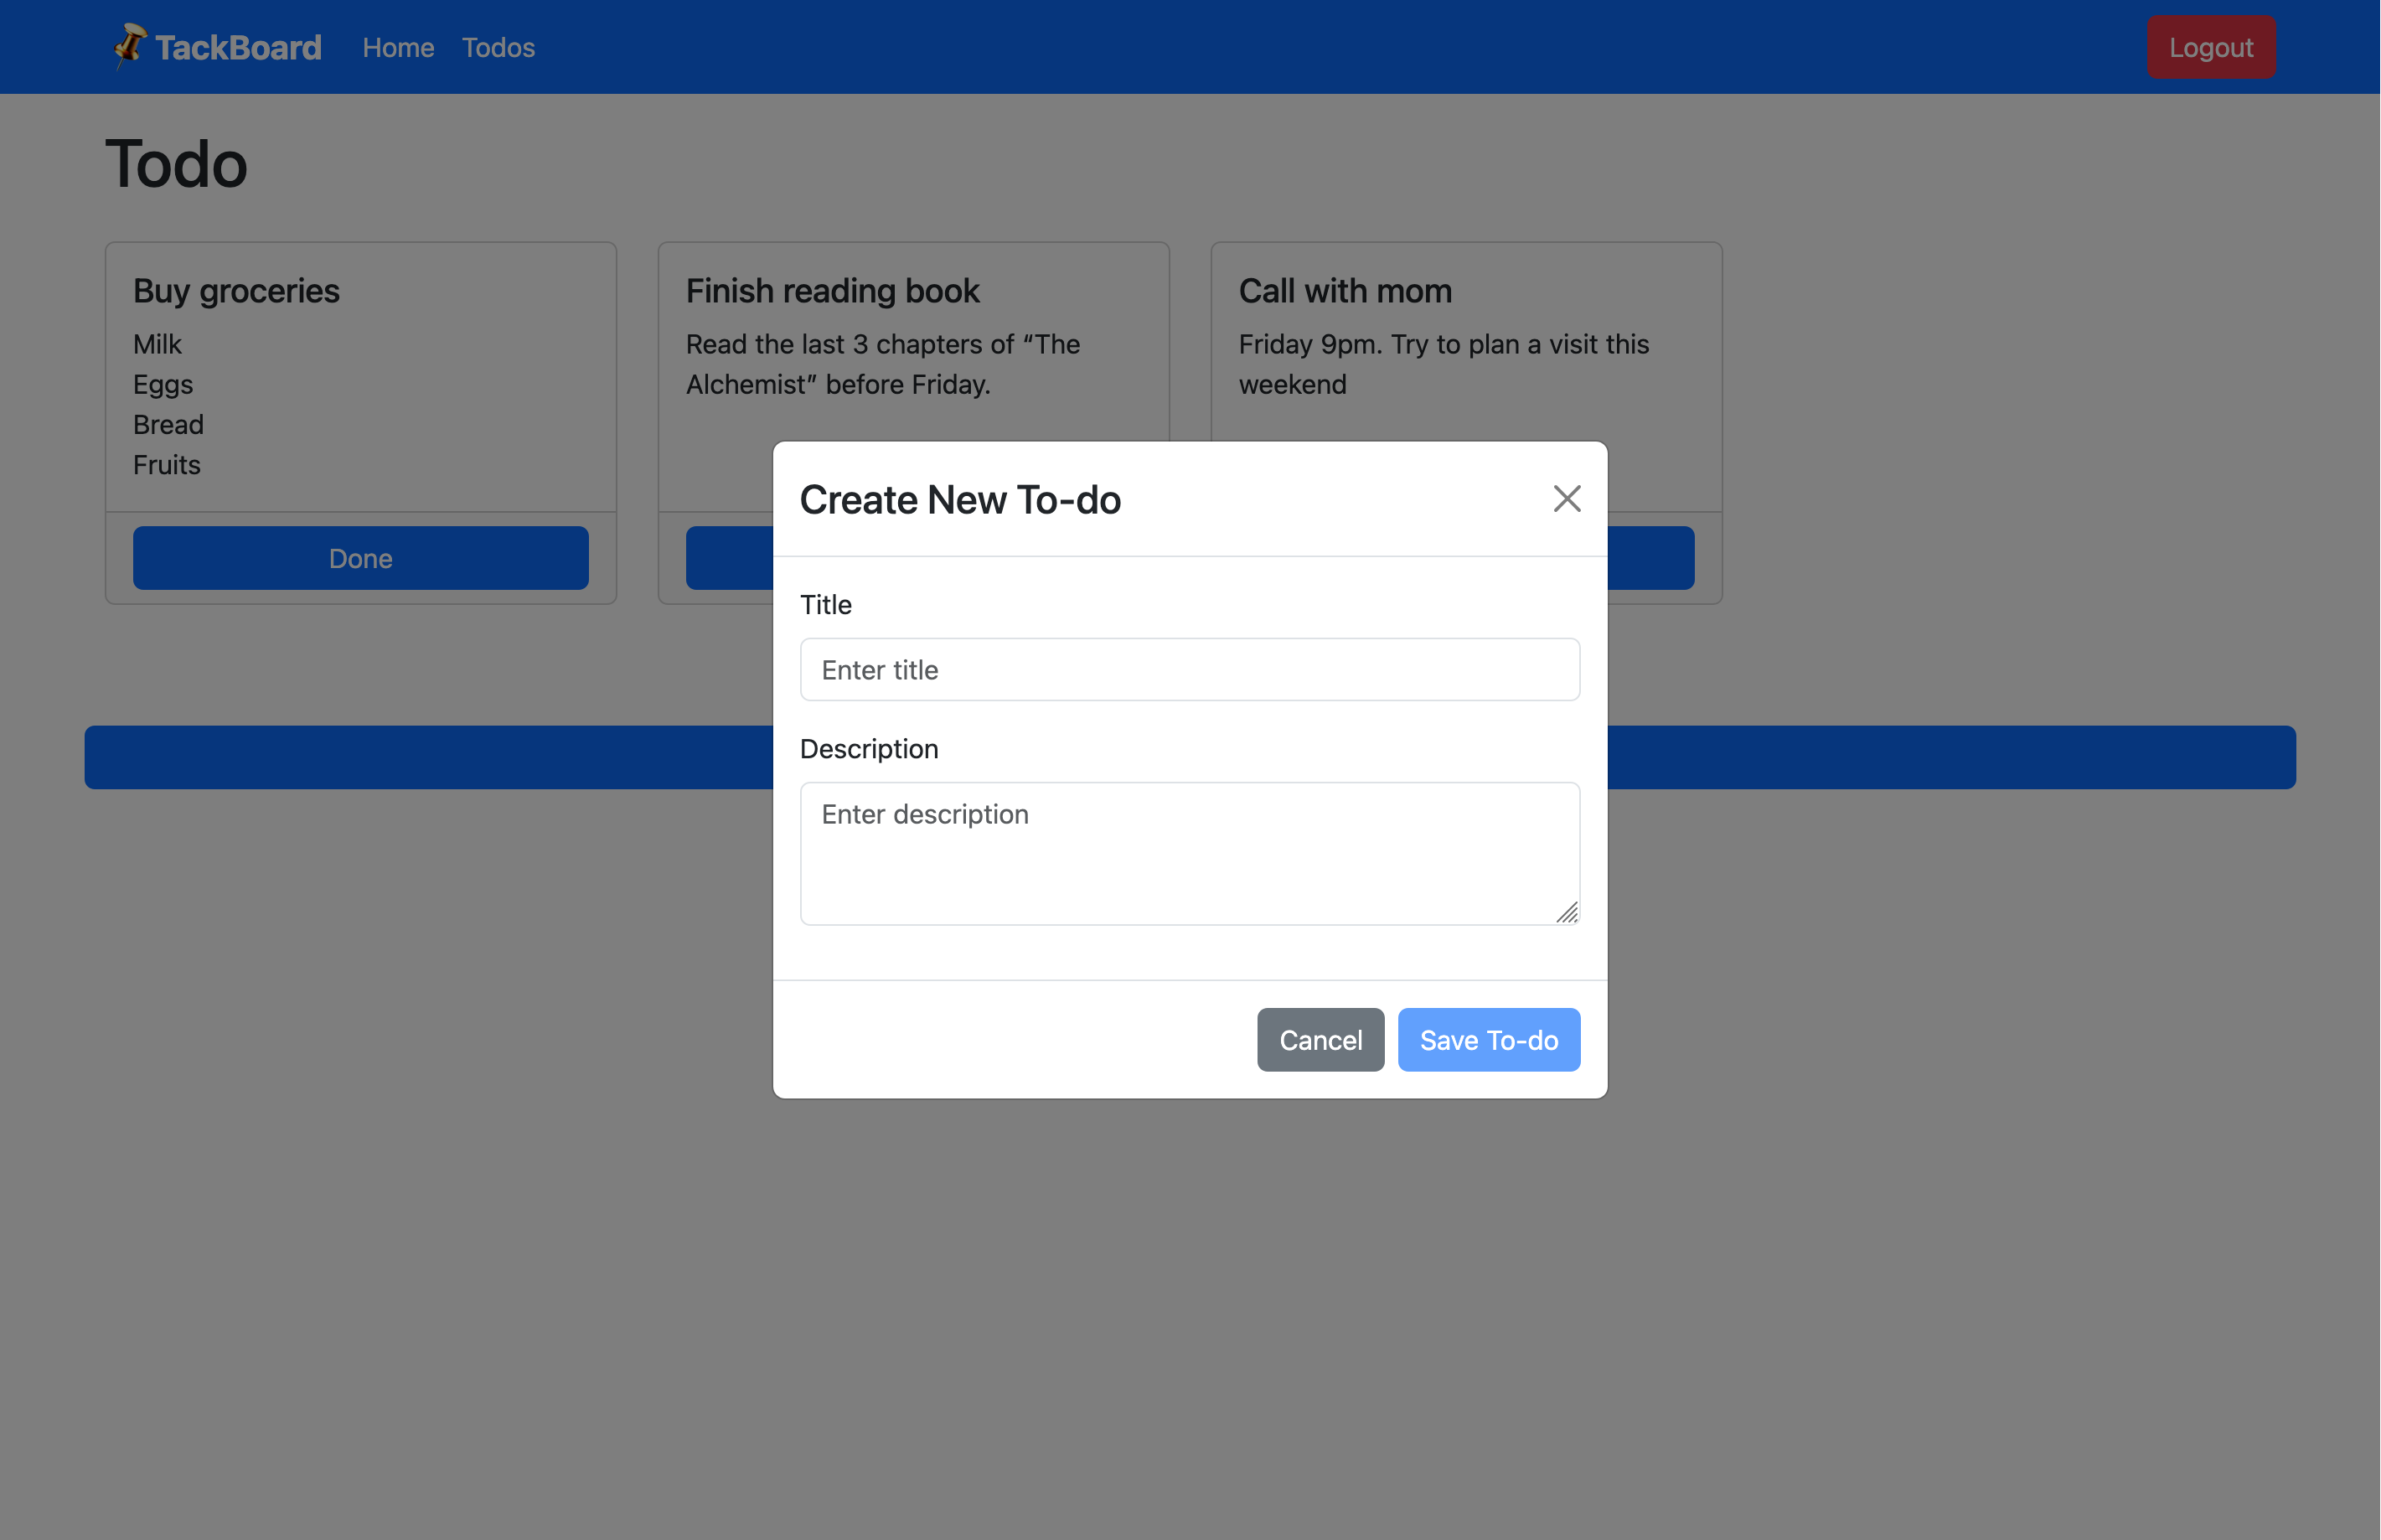 TackBoard
Home
Todos
Logout
Todo
Buy groceries
Milk
Eggs
Bread
Fruits
Done
Finish reading book
Read the last 3 chapters of “The
Alchemist” before Friday.
Call with mom
Friday 9pm. Try to plan a visit this
weekend
Create New To-do
Title
Enter title
Description
Enter description
Cancel
Save To-do